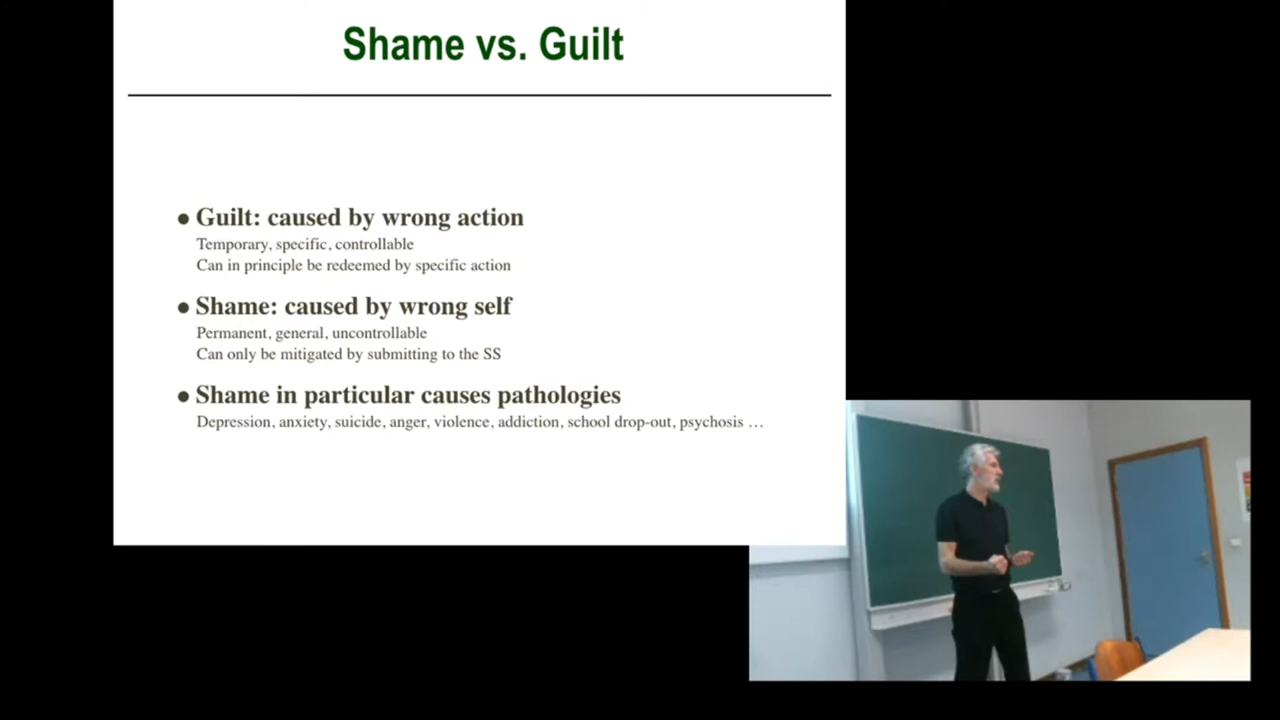 Shame vs. Guilt
● Guilt: caused by wrong action
Temporary, specific, controllable
Can in principle be redeemed by specific action
● Shame: caused by wrong self
Permanent, general, uncontrollable
Can only be mitigated by submitting to the SS
● Shame in particular causes pathologies
Depression, anxiety, suicide, anger, violence, addiction, school drop-out, psychosis …